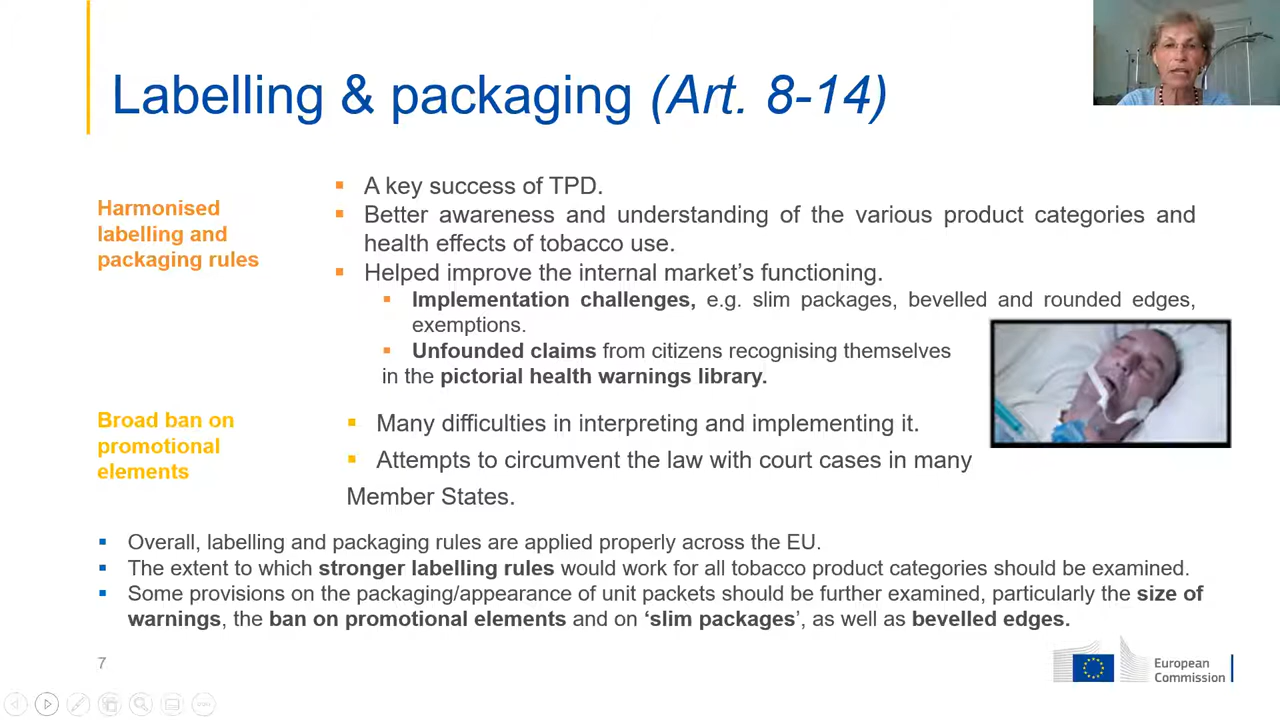 Labelling & packaging (Art. 8-14)
Harmonised
labelling and
packaging rules
▪ A key success of TPD.
▪ Better awareness and understanding of the various product categories and
health effects of tobacco use.
▪ Helped improve the internal market’s functioning.
▪ Implementation challenges, e.g. slim packages, bevelled and rounded edges,
exemptions.
▪ Unfounded claims from citizens recognising themselves
in the pictorial health warnings library.
Broad ban on
promotional
elements
▪ Many difficulties in interpreting and implementing it.
▪ Attempts to circumvent the law with court cases in many
Member States.
▪ Overall, labelling and packaging rules are applied properly across the EU.
▪ The extent to which stronger labelling rules would work for all tobacco product categories should be examined.
▪ Some provisions on the packaging/appearance of unit packets should be further examined, particularly the size of
warnings, the ban on promotional elements and on ‘slim packages’, as well as bevelled edges.
7
European
Commission